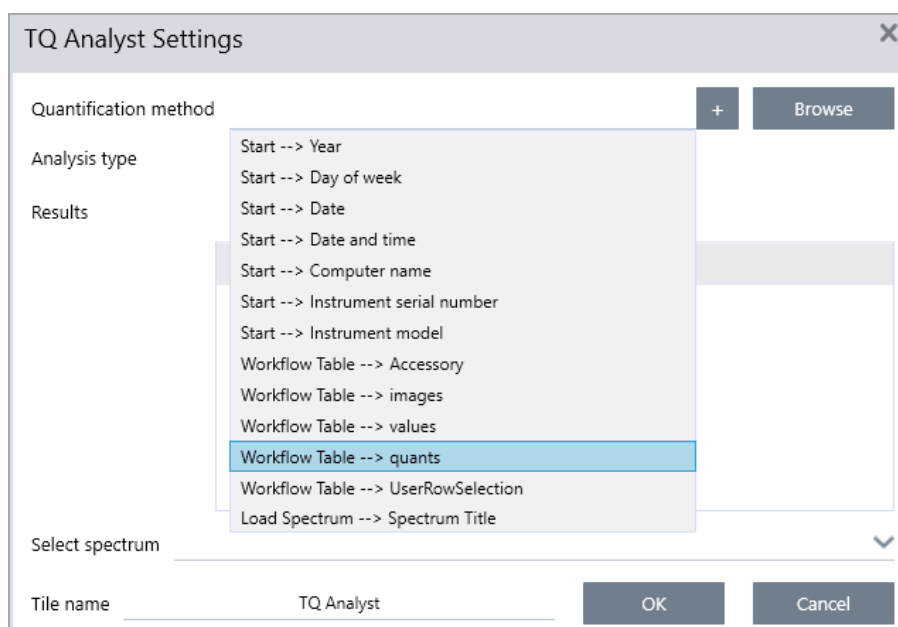 TQ Analyst Settings
Quantification method
+
Browse
Analysis type
Results
Start --> Year
Start --> Day of week
Start --> Date
Start --> Date and time
Start --> Computer name
Start --> Instrument serial number
Start --> Instrument model
Workflow Table --> Accessory
Workflow Table --> images
Workflow Table --> values
Workflow Table --> quants
Workflow Table --> UserRowSelection
Load Spectrum --> Spectrum Title
Select spectrum
Tile name
TQ Analyst
OK
Cancel